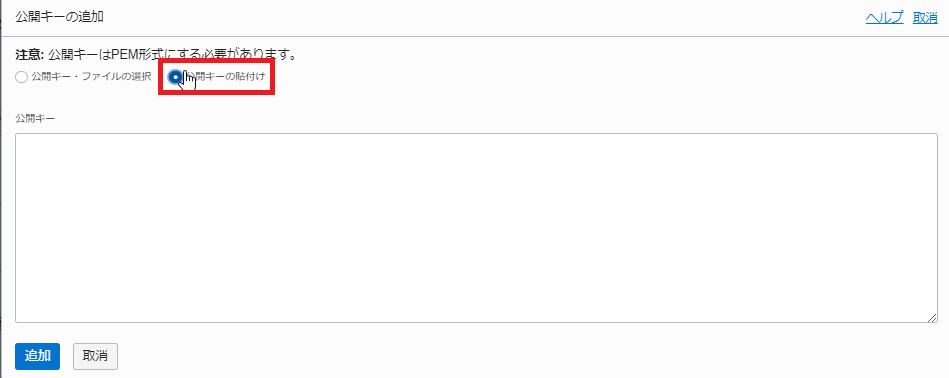 公開キーの追加
ヘルプ 取消
注意: 公開キーはPEM形式にする必要があります。
公開キー・ファイルの選択 公開キーの貼付け
公開キー
追加 取消